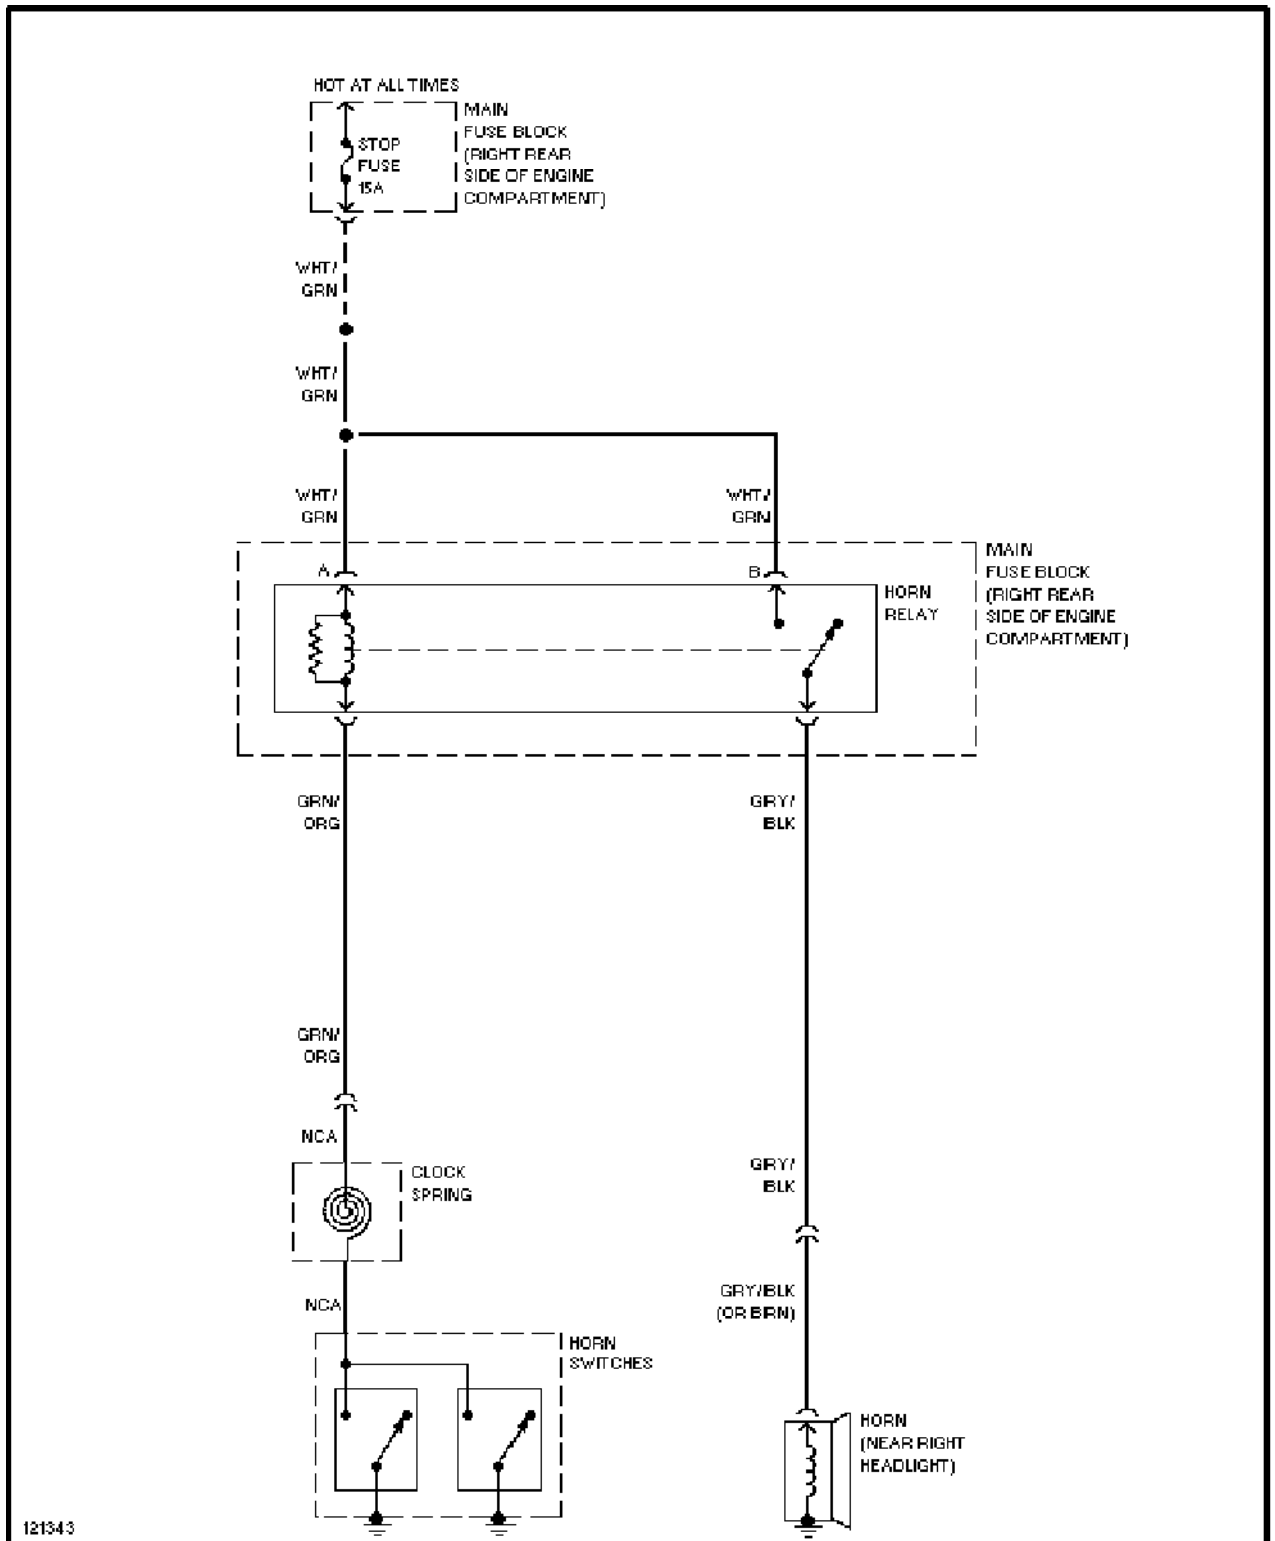 HOT AT ALL TIMES
MAIN
FUSE BLOCK
(RIGHT REAR
SIDE OF ENGINE
COMPARTMENT)
STOP
FUSE
15A
WHT/
GRN
WHT/
GRN
WHT/
GRN
WHT/
GRN
MAIN
FUSE BLOCK
(RIGHT REAR
SIDE OF ENGINE
COMPARTMENT)
A
B
HORN
RELAY
GRN/
ORG
GRY/
BLK
GRN/
ORG
NCA
CLOCK
SPRING
GRY/
BLK
NCA
GRY/BLK
(OR BRN)
HORN
SWITCHES
HORN
(NEAR RIGHT
HEADLIGHT)
121343